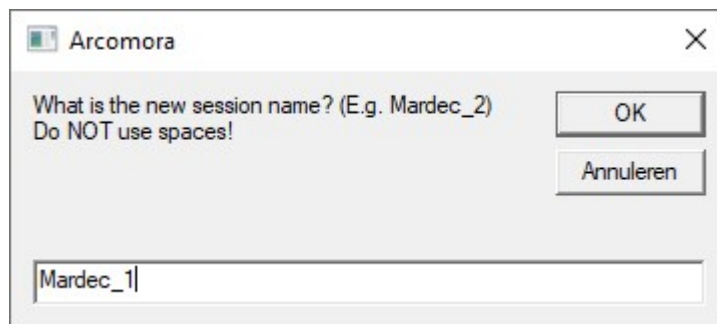 Arcomora
What is the new session name? (E.g. Mardec_2)
Do NOT use spaces!
OK
Annuleren
Mardec_1